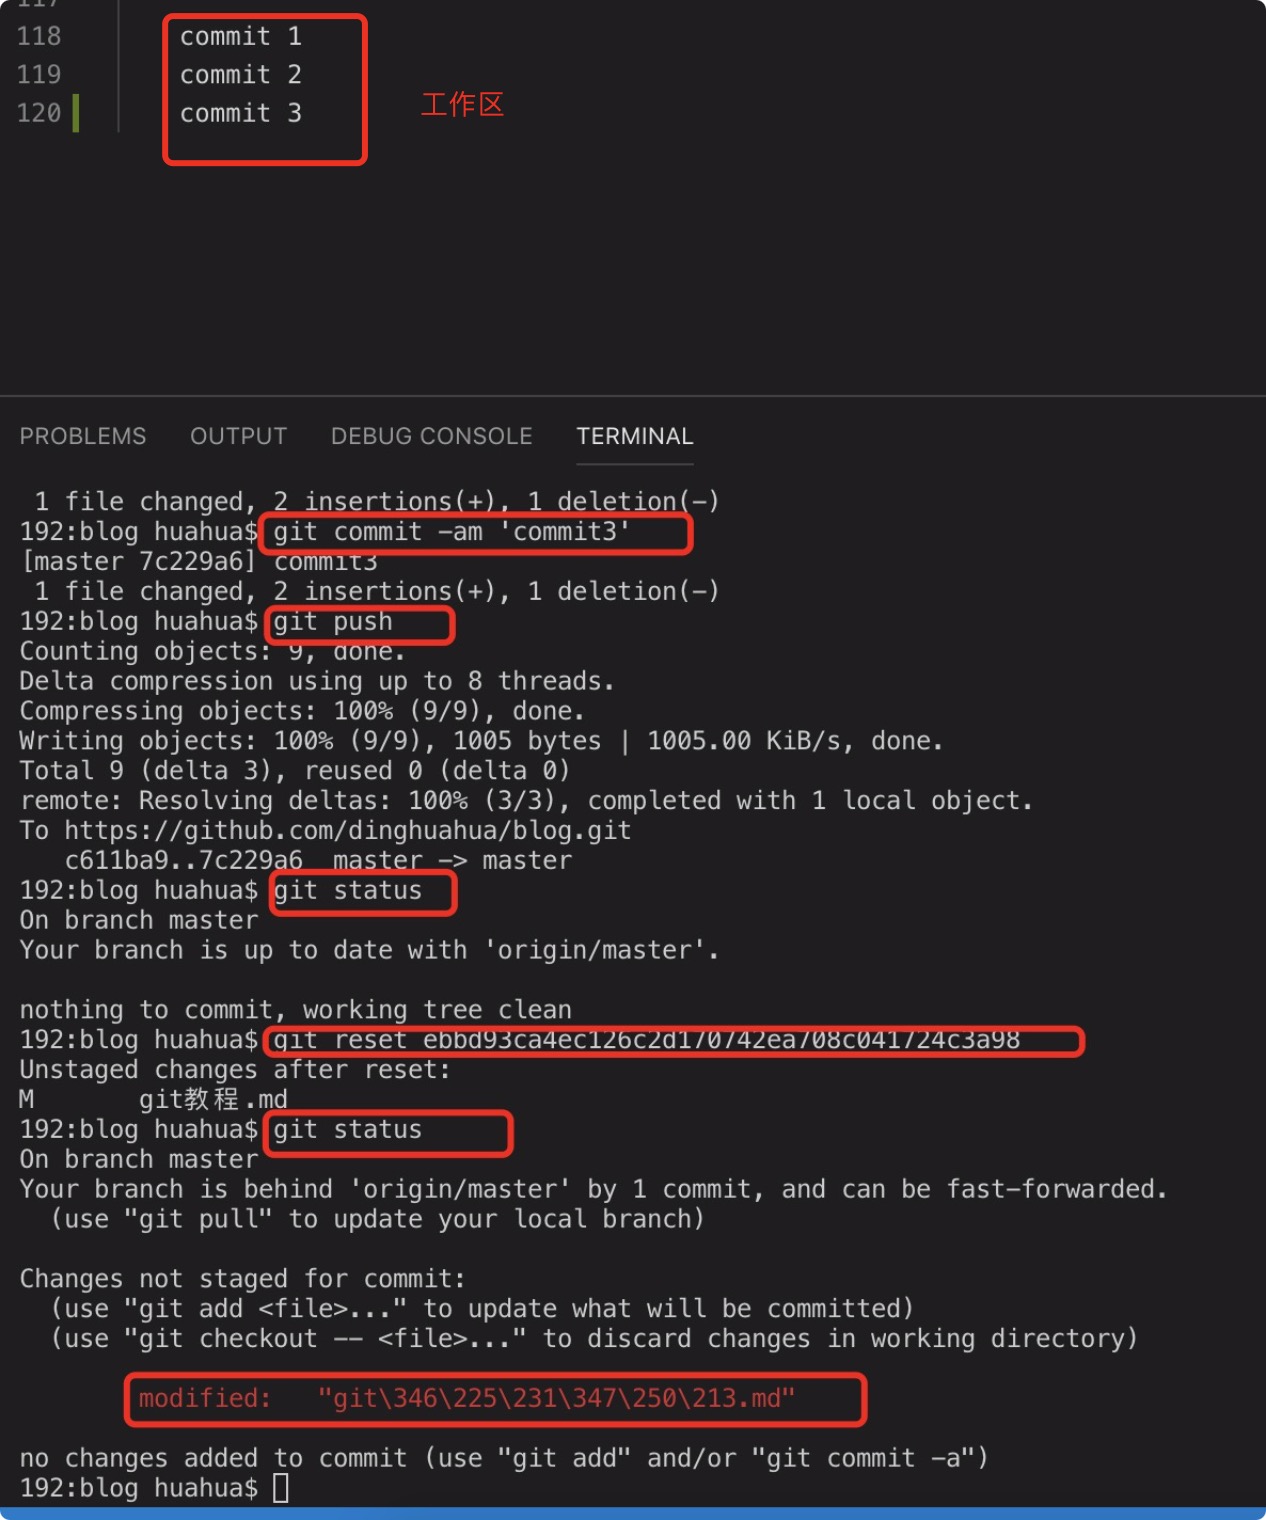 118 commit 1
119 commit 2
120 commit 3
工作区
PROBLEMS OUTPUT DEBUG CONSOLE TERMINAL
1 file changed, 2 insertions(+), 1 deletion(-)
192:blog huahua$ git commit -am 'commit3'
[master 7c229a6] commit3
1 file changed, 2 insertions(+), 1 deletion(-)
192:blog huahua$ git push
Counting objects: 9, done.
Delta compression using up to 8 threads.
Compressing objects: 100% (9/9), done.
Writing objects: 100% (9/9), 1005 bytes | 1005.00 KiB/s, done.
Total 9 (delta 3), reused 0 (delta 0)
remote: Resolving deltas: 100% (3/3), completed with 1 local object.
To https://github.com/dinghuahua/blog.git
c611ba9..7c229a6 master -> master
192:blog huahua$ git status
On branch master
Your branch is up to date with 'origin/master'.
nothing to commit, working tree clean
192:blog huahua$ git reset ebbd93ca4ec126c2d170742ea708c041724c3a98
Unstaged changes after reset:
M git教程.md
192:blog huahua$ git status
On branch master
Your branch is behind 'origin/master' by 1 commit, and can be fast-forwarded.
(use "git pull" to update your local branch)
Changes not staged for commit:
(use "git add <file>..." to update what will be committed)
(use "git checkout -- <file>..." to discard changes in working directory)
modified: "git\346\225\231\347\250\213.md"
no changes added to commit (use "git add" and/or "git commit -a")
192:blog huahua$